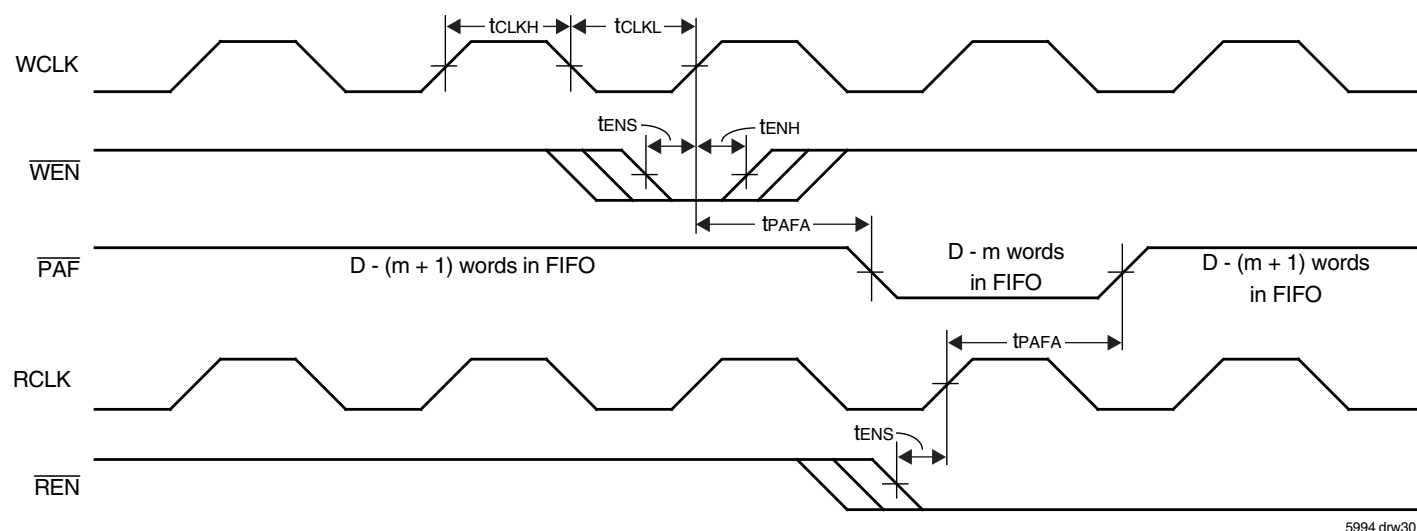 tCLKH tCLKL
WCLK
tENS tENH
WEN
tPAFA
PAF
D - (m + 1) words in FIFO
D - m words
in FIFO
D - (m + 1) words
in FIFO
tPAFA
RCLK
tENS
REN
5994 drw30